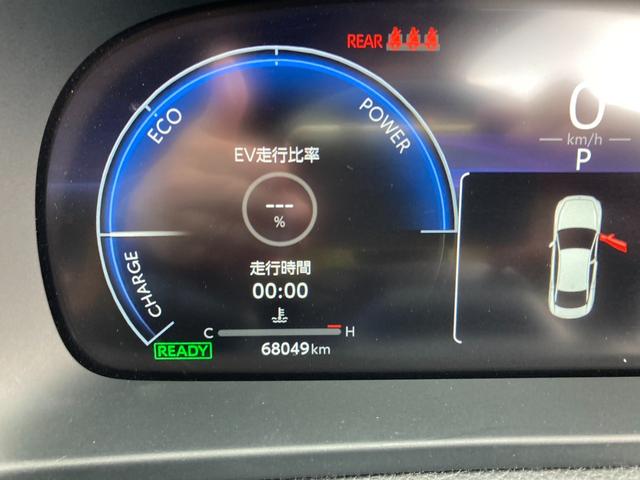 REAR
ECO
POWER
0
km/h
P
EV走行比率
---
%
走行時間
00:00
CHARGE
C H
READY
68049km